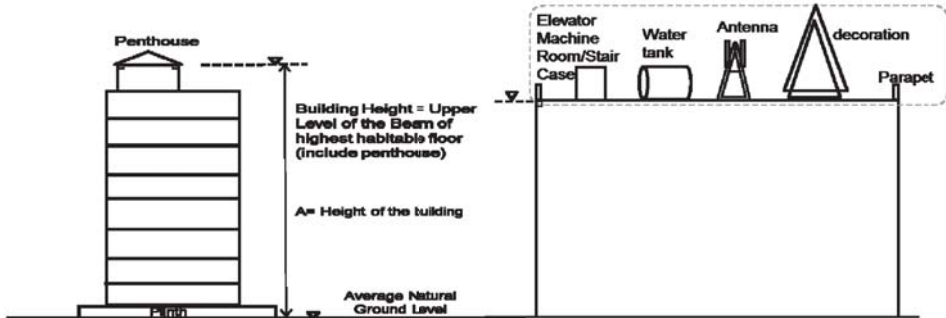 Penthouse
Building Height = Upper
Level of the Beam of
highest habitable floor
(include penthouse)
A= Height of the building
Average Natural
Ground Level
Plinth
Elevator
Machine
Room/Stair
Case
Water
tank
Antenna
decoration
Parapet